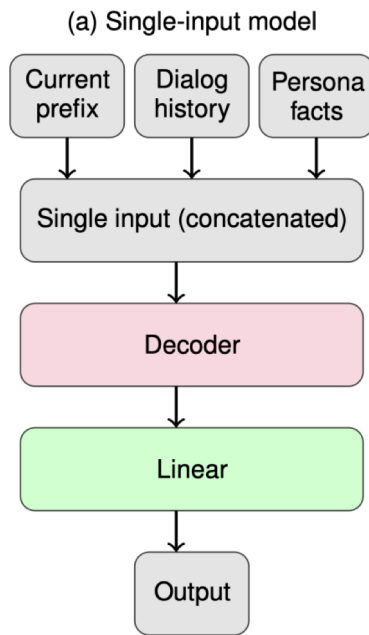 (a) Single-input model
Current
prefix
Dialog
history
Persona
facts
Single input (concatenated)
Decoder
Linear
Output